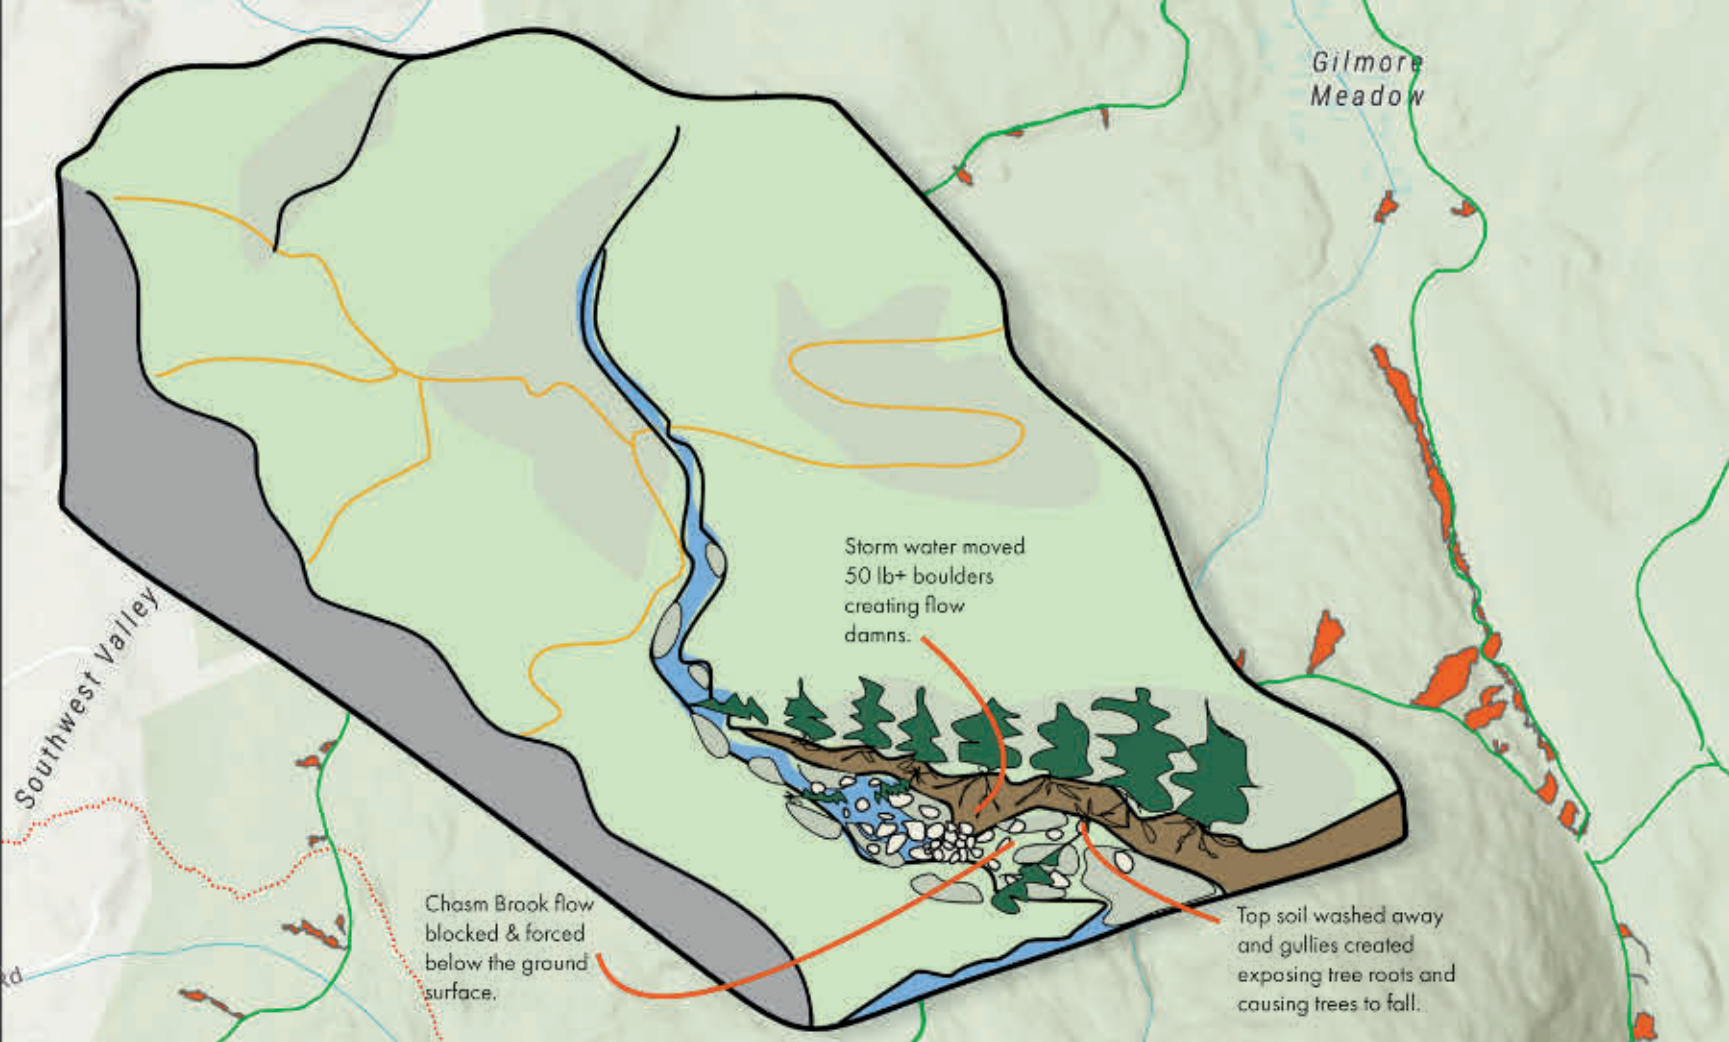 Gilmore
Meadow
Storm water moved
50 lb+ boulders
creating flow
damns.
Southwest Valley
Chasm Brook flow
blocked & forced
below the ground
surface.
Top soil washed away
and gullies created
exposing tree roots and
causing trees to fall.
Rd